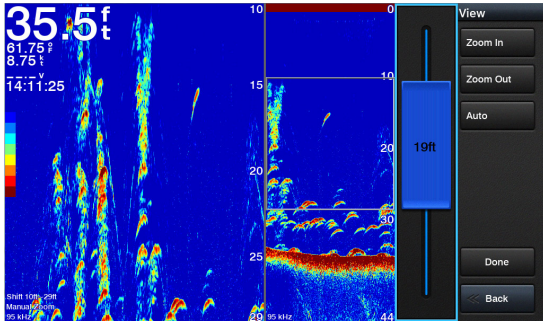 35.5 ft
61.75 °F
8.75 kt
--.- V
14:11:25
10
15
20
25
29
Shift 10ft- 29ft
Manual Zoom
95 kHz
0
10
20
30
44
95 kHz
19ft
View
Zoom In
Zoom Out
Auto
Done
Back